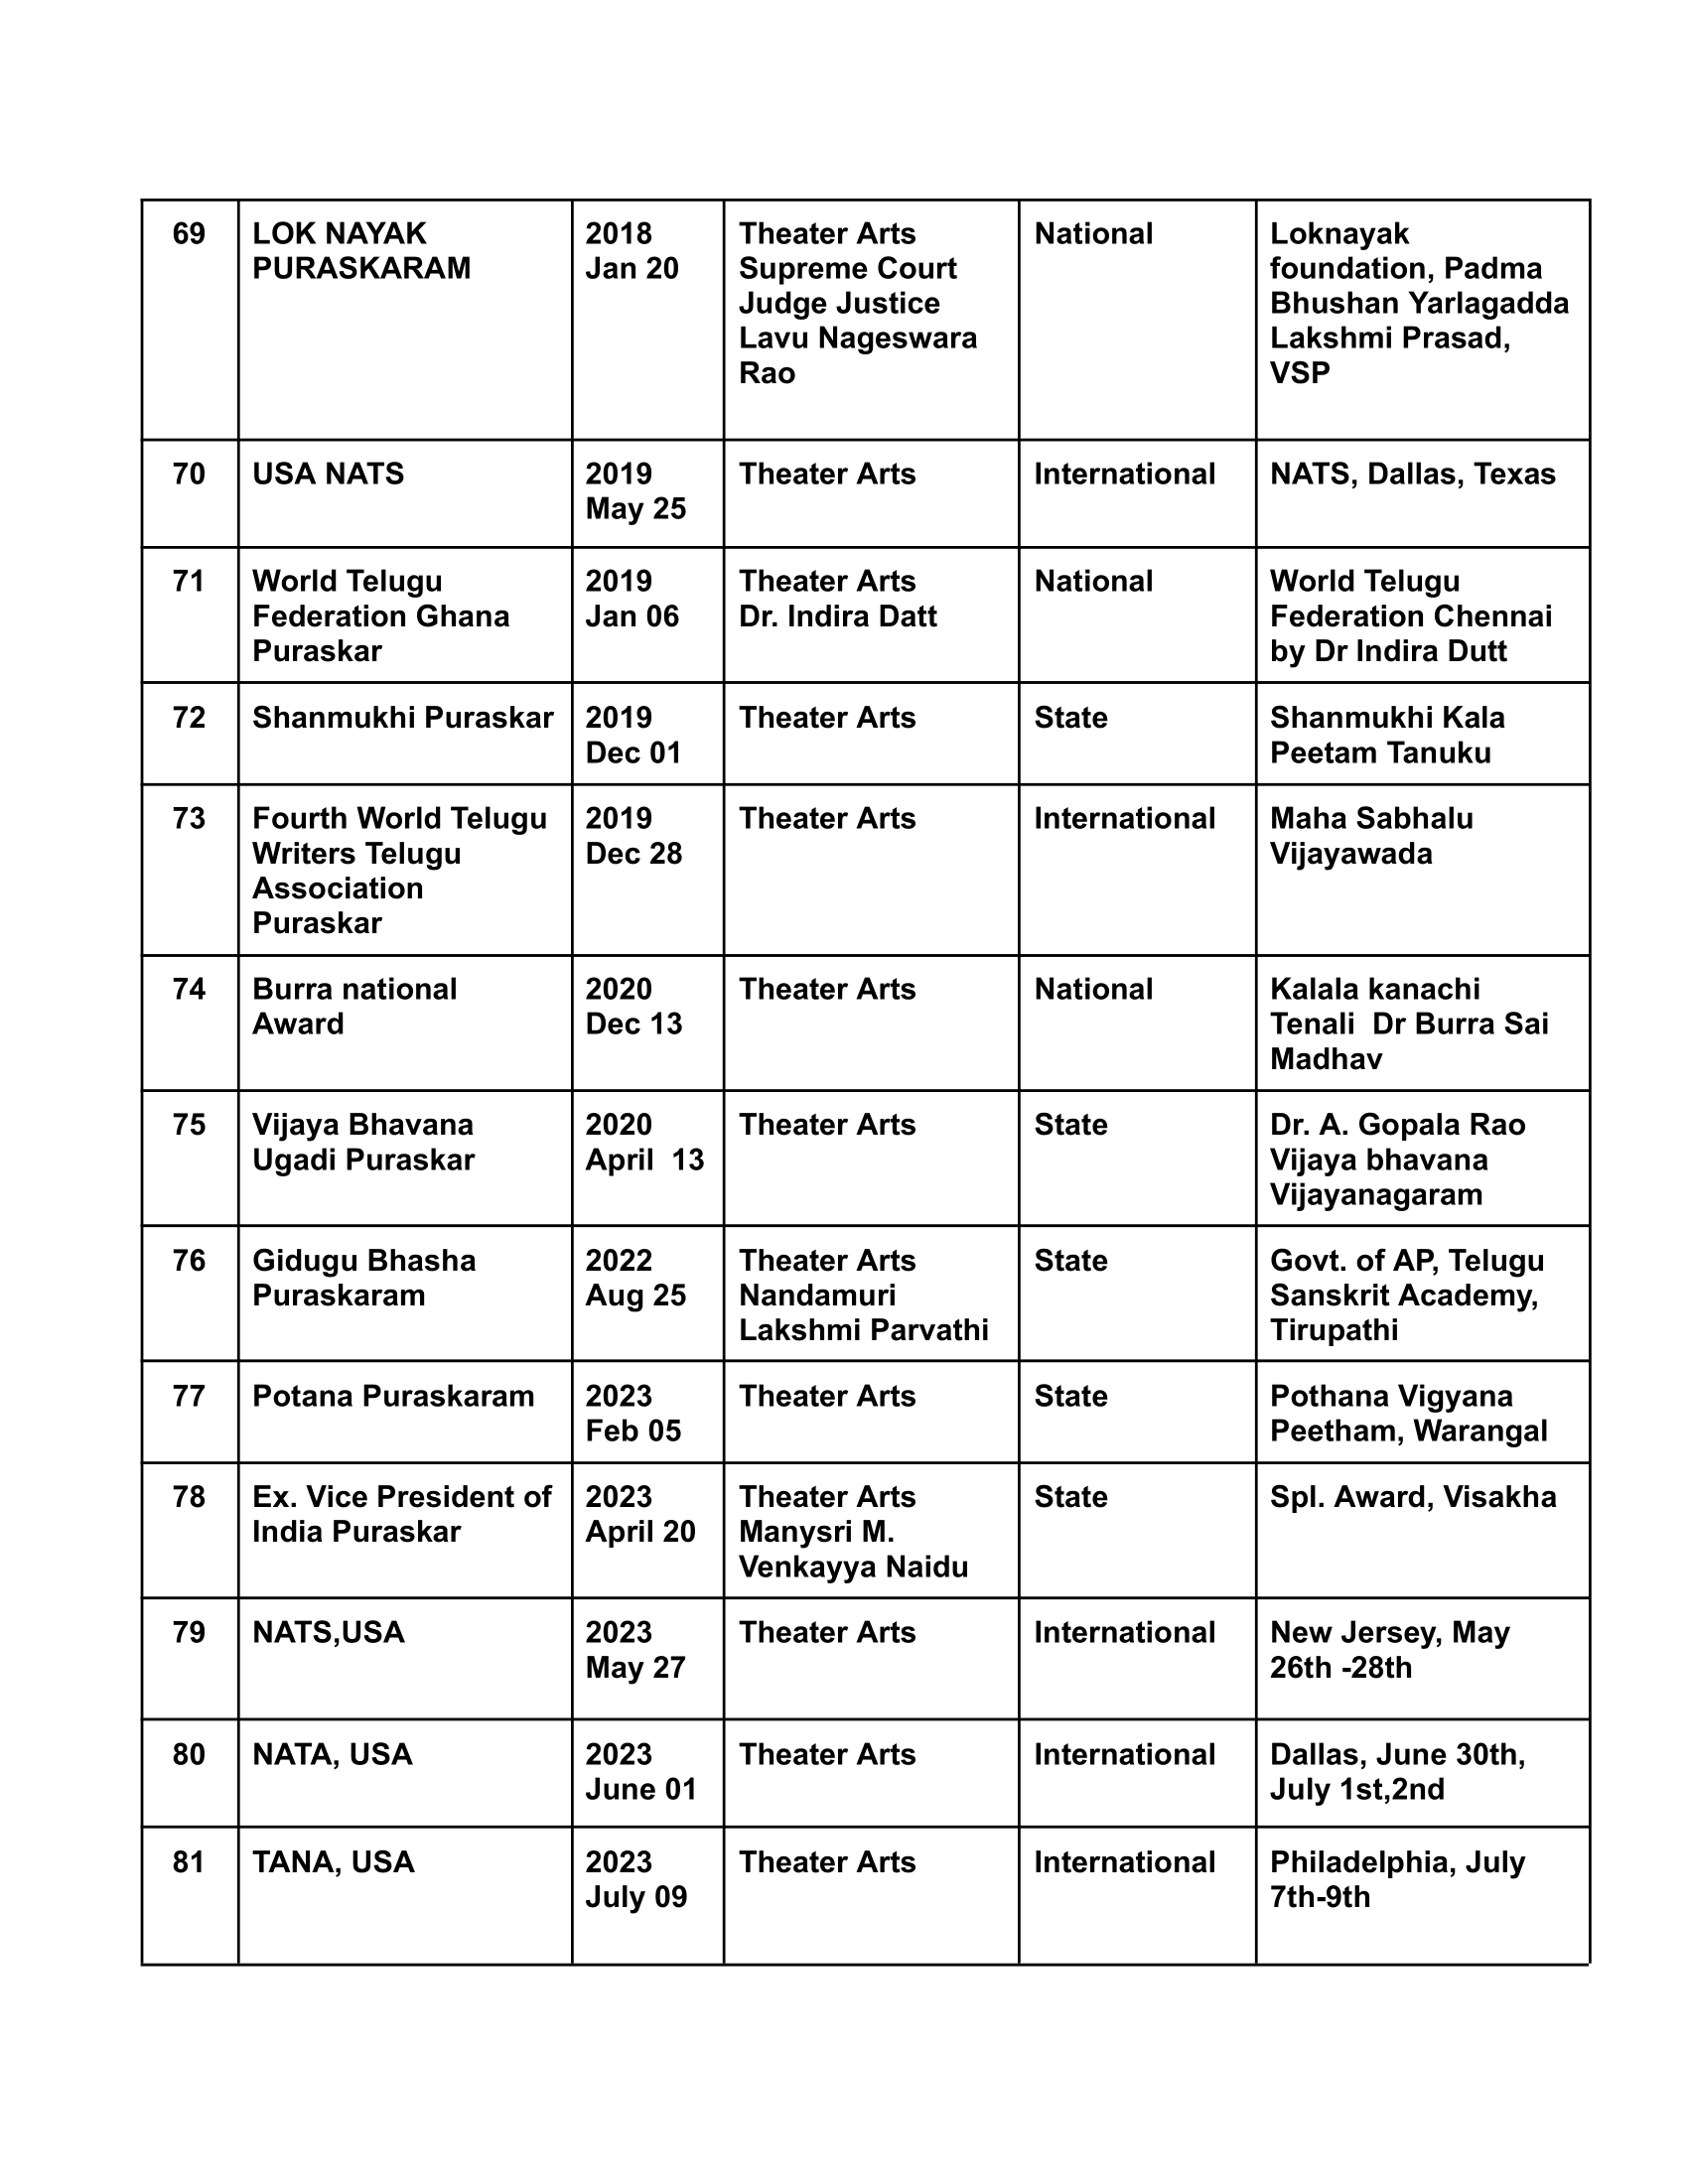 69
LOK NAYAK
PURASKARAM
2018
Jan 20
Theater Arts
Supreme Court
Judge Justice
Lavu Nageswara
Rao
National
Loknayak
foundation, Padma
Bhushan Yarlagadda
Lakshmi Prasad,
VSP
70
USA NATS
2019
May 25
Theater Arts
International
NATS, Dallas, Texas
71
World Telugu
Federation Ghana
Puraskar
2019
Jan 06
Theater Arts
Dr. Indira Datt
National
World Telugu
Federation Chennai
by Dr Indira Dutt
72
Shanmukhi Puraskar
2019
Dec 01
Theater Arts
State
Shanmukhi Kala
Peetam Tanuku
73
Fourth World Telugu
Writers Telugu
Association
Puraskar
2019
Dec 28
Theater Arts
International
Maha Sabhalu
Vijayawada
74
Burra national
Award
2020
Dec 13
Theater Arts
National
Kalala kanachi
Tenali  Dr Burra Sai
Madhav
75
Vijaya Bhavana
Ugadi Puraskar
2020
April  13
Theater Arts
State
Dr. A. Gopala Rao
Vijaya bhavana
Vijayanagaram
76
Gidugu Bhasha
Puraskaram
2022
Aug 25
Theater Arts
Nandamuri
Lakshmi Parvathi
State
Govt. of AP, Telugu
Sanskrit Academy,
Tirupathi
77
Potana Puraskaram
2023
Feb 05
Theater Arts
State
Pothana Vigyana
Peetham, Warangal
78
Ex. Vice President of
India Puraskar
2023
April 20
Theater Arts
Manysri M.
Venkayya Naidu
State
Spl. Award, Visakha
79
NATS,USA
2023
May 27
Theater Arts
International
New Jersey, May
26th -28th
80
NATA, USA
2023
June 01
Theater Arts
International
Dallas, June 30th,
July 1st,2nd
81
TANA, USA
2023
July 09
Theater Arts
International
Philadelphia, July
7th-9th